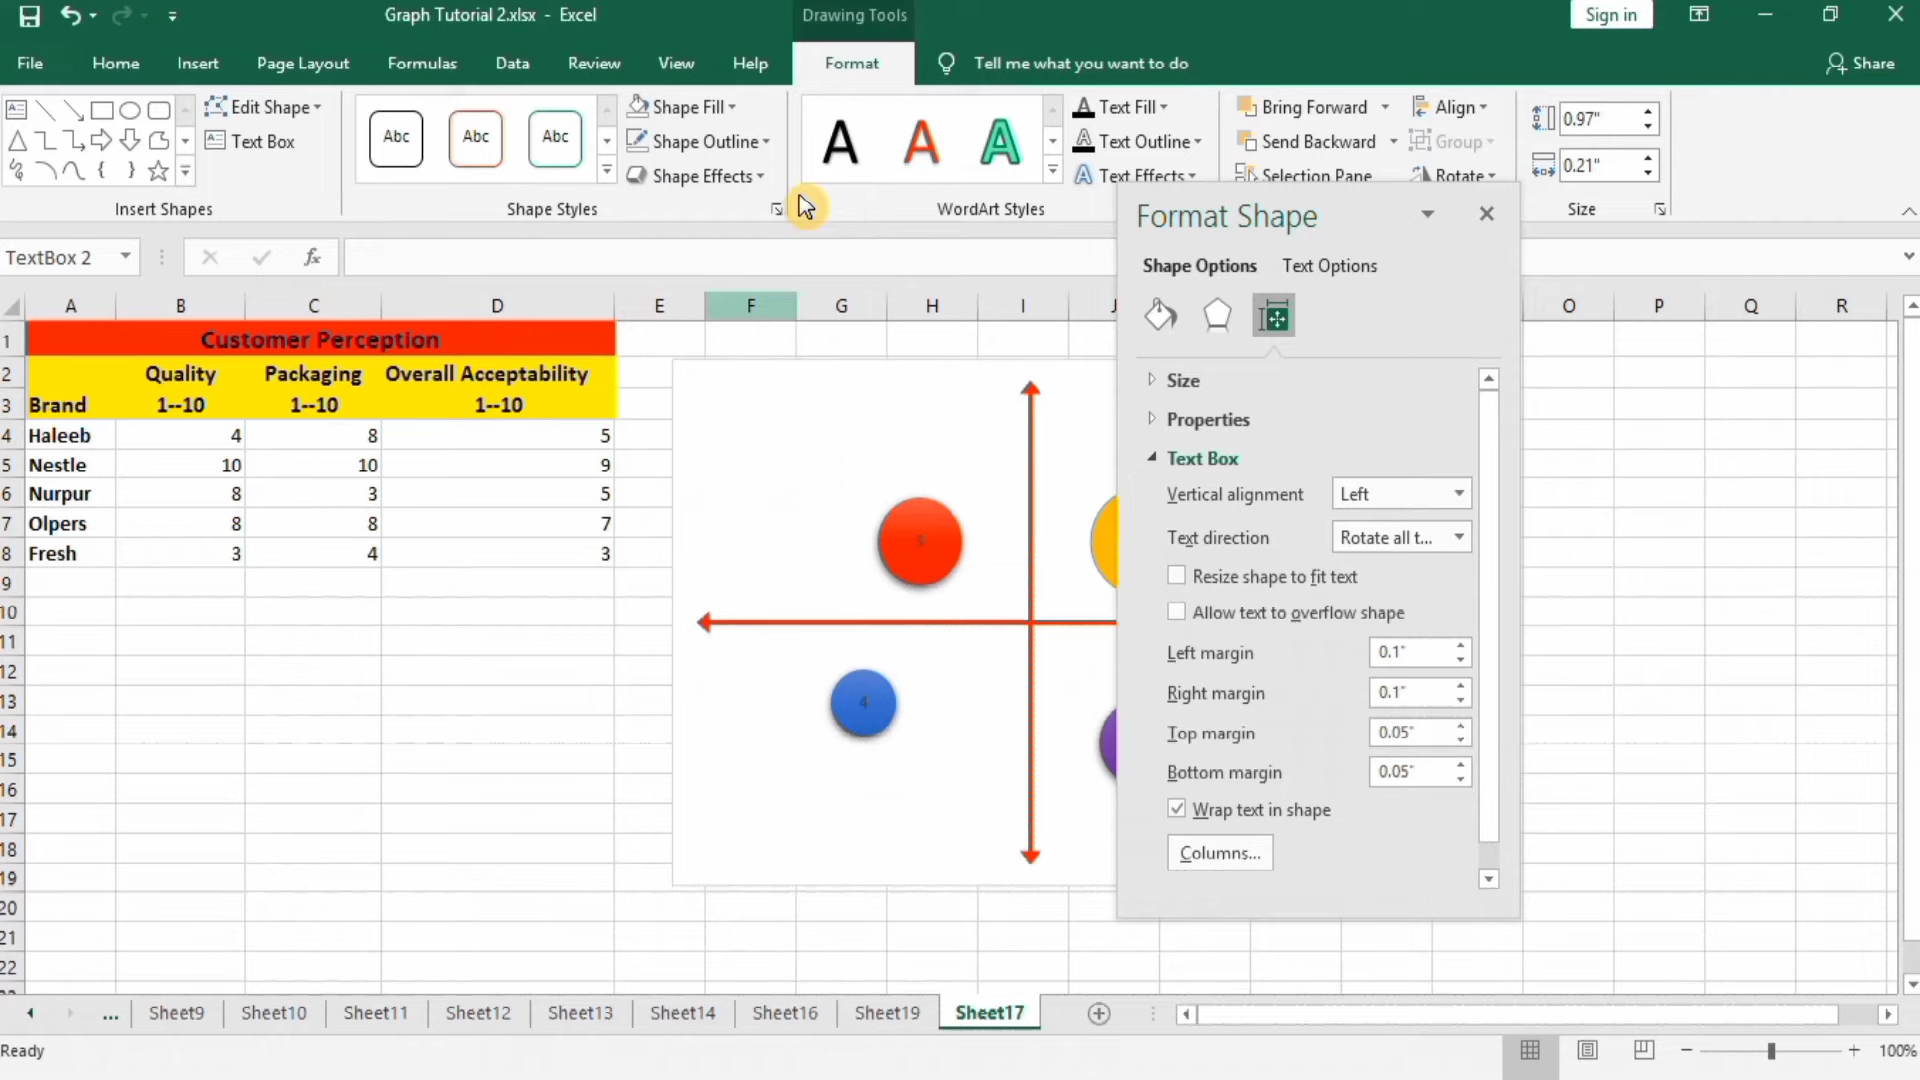 Graph Tutorial 2.xlsx - Excel
Drawing Tools
Sign in
File Home Insert Page Layout Formulas Data Review View Help Format Tell me what you want to do Share
Edit Shape
Text Box
Insert Shapes
Abc Abc Abc
Shape Fill
Shape Outline
Shape Effects
Shape Styles
A A A
WordArt Styles
Text Fill
Text Outline
Text Effects
Bring Forward
Send Backward
Selection Pane
Align
Group
Rotate
0.97"
0.21"
Size
TextBox 2
fx
Format Shape
Shape Options Text Options
Size
Properties
Text Box
Vertical alignment Left
Text direction Rotate all t...
Resize shape to fit text
Allow text to overflow shape
Left margin 0.1"
Right margin 0.1"
Top margin 0.05"
Bottom margin 0.05"
Wrap text in shape
Columns...
A B C D E F G H I J O P Q R
1 Customer Perception
2 Quality Packaging Overall Acceptability
3 Brand 1--10 1--10 1--10
4 Haleeb 4 8 5
5 Nestle 10 10 9
6 Nurpur 8 3 5
7 Olpers 8 8 7
8 Fresh 3 4 3
9
10
11
12
13
14
15
16
17
18
19
20
21
22
4
... Sheet9 Sheet10 Sheet11 Sheet12 Sheet13 Sheet14 Sheet16 Sheet19 Sheet17
Ready
100%